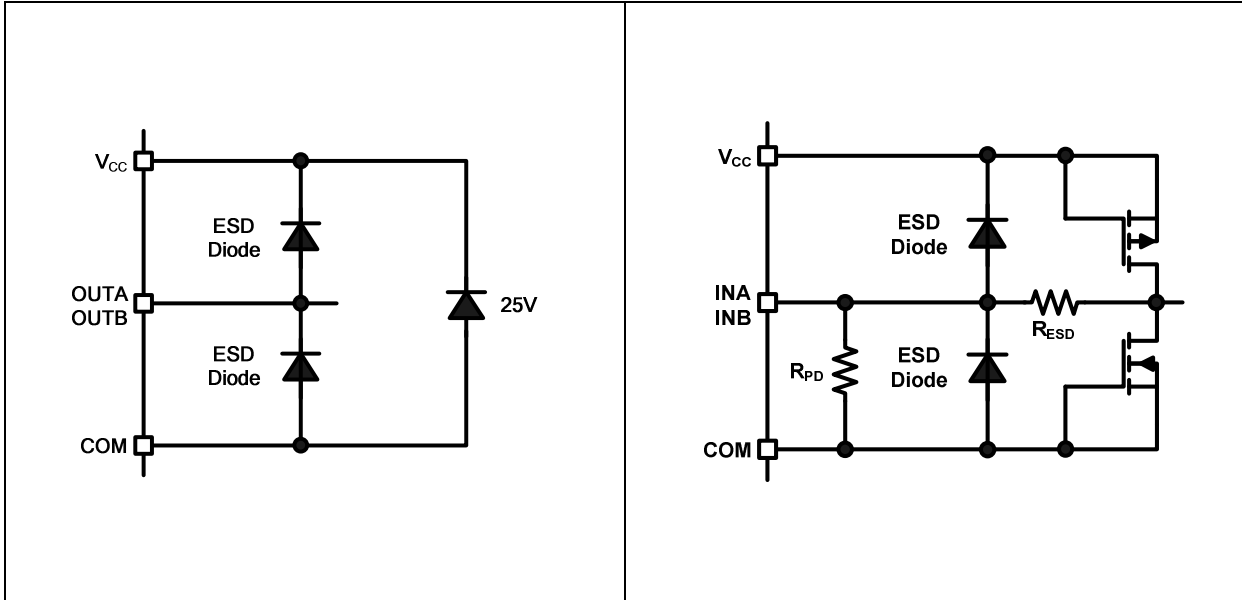 VCC
ESD
Diode
OUTA
OUTB
25V
ESD
Diode
COM
VCC
ESD
Diode
INA
INB
RESD
RPD
ESD
Diode
COM